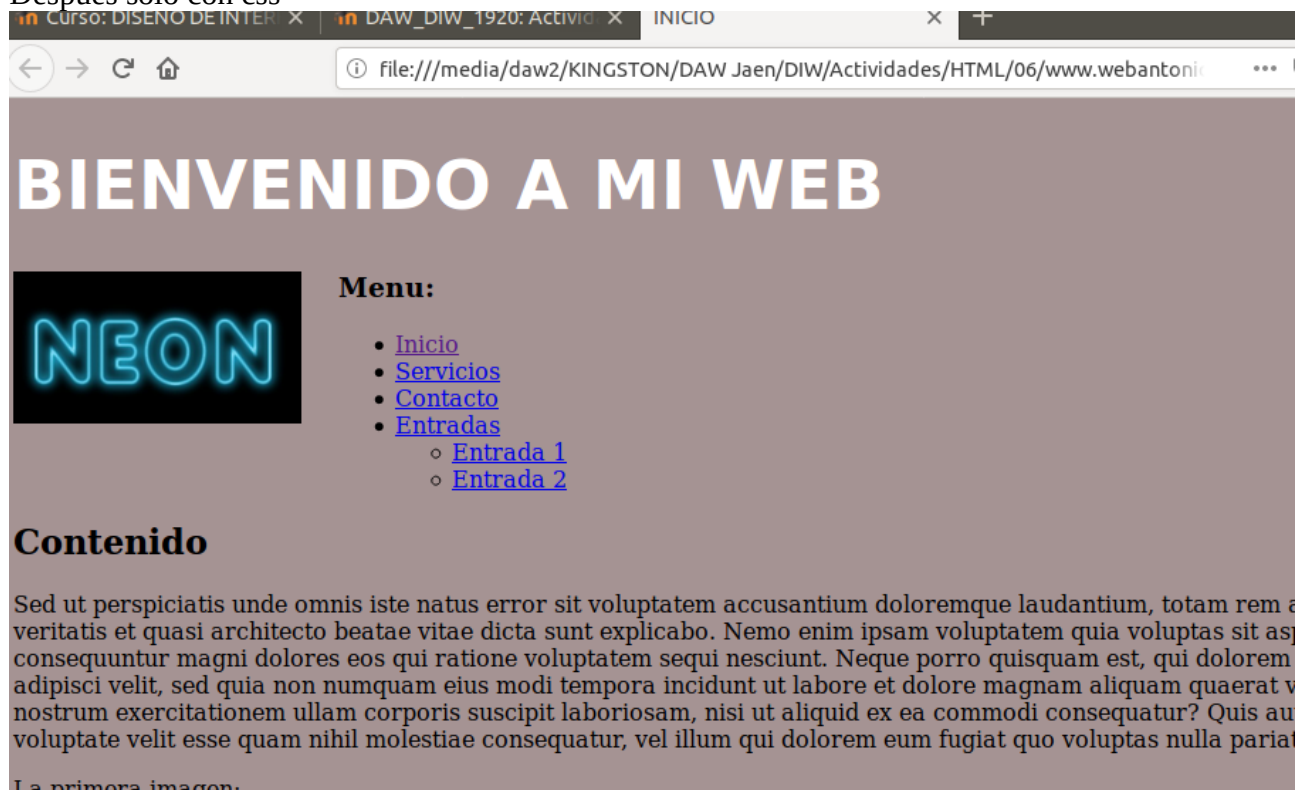 Despues solo con css
Curso: DISEÑO DE INTER
DAW_DIW_1920: Activid
INICIO
file:///media/daw2/KINGSTON/DAW Jaen/DIW/Actividades/HTML/06/www.webantoni
BIENVENIDO A MI WEB
NEON
Menu:
Inicio
Servicios
Contacto
Entradas
Entrada 1
Entrada 2
Contenido
Sed ut perspiciatis unde omnis iste natus error sit voluptatem accusantium doloremque laudantium, totam rem a
veritatis et quasi architecto beatae vitae dicta sunt explicabo. Nemo enim ipsam voluptatem quia voluptas sit asp
consequuntur magni dolores eos qui ratione voluptatem sequi nesciunt. Neque porro quisquam est, qui dolorem
adipisci velit, sed quia non numquam eius modi tempora incidunt ut labore et dolore magnam aliquam quaerat v
nostrum exercitationem ullam corporis suscipit laboriosam, nisi ut aliquid ex ea commodi consequatur? Quis au
voluptate velit esse quam nihil molestiae consequatur, vel illum qui dolorem eum fugiat quo voluptas nulla pariat
La primera imagen: